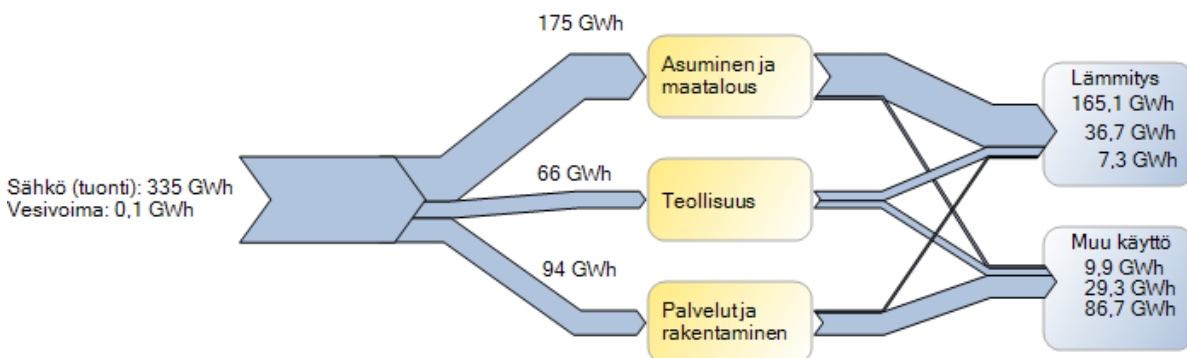 175 GWh
Asuminen ja
maatalous
Lämmitys
165,1 GWh
36,7 GWh
7,3 GWh
Sähkö (tuonti): 335 GWh
Vesivoima: 0,1 GWh
66 GWh
Teollisuus
94 GWh
Palvelut ja
rakentaminen
Muu käyttö
9,9 GWh
29,3 GWh
86,7 GWh